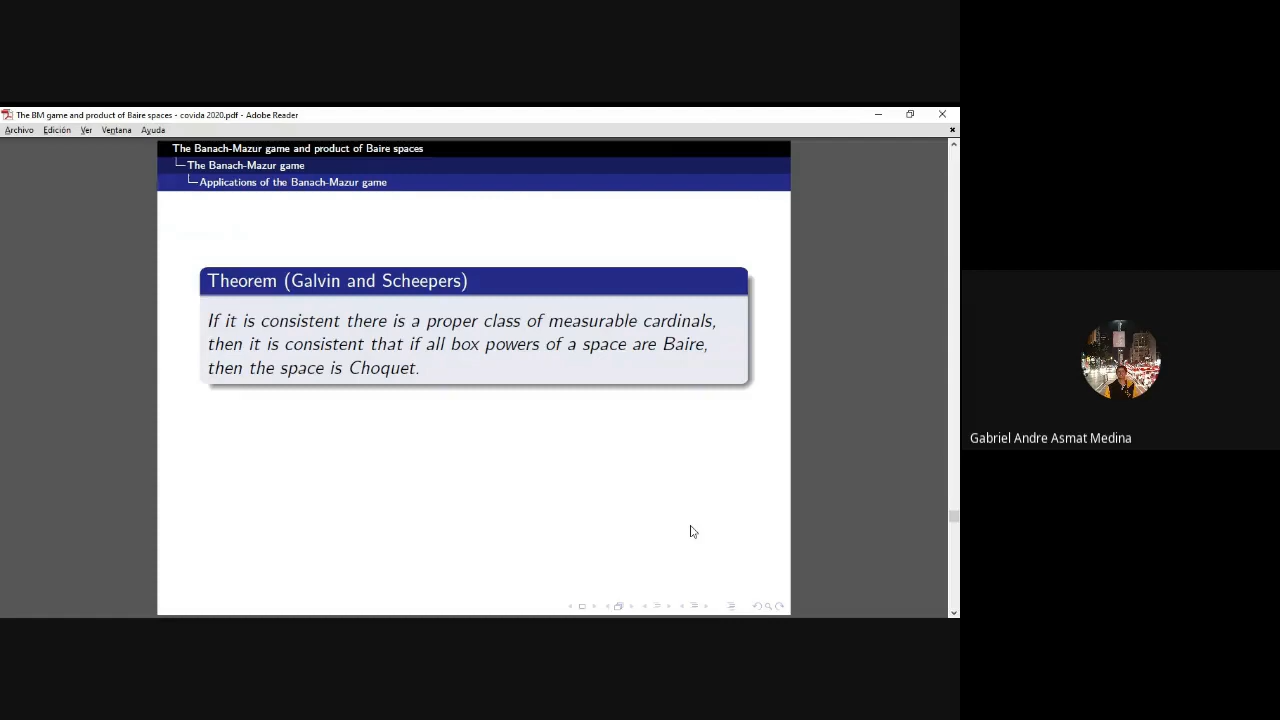 The BM game and product of Baire spaces - covida 2020.pdf - Adobe Reader
Archivo Edición Ver Ventana Ayuda
The Banach-Mazur game and product of Baire spaces
The Banach-Mazur game
Applications of the Banach-Mazur game
Theorem (Galvin and Scheepers)
If it is consistent there is a proper class of measurable cardinals,
then it is consistent that if all box powers of a space are Baire,
then the space is Choquet.
Gabriel Andre Asmat Medina